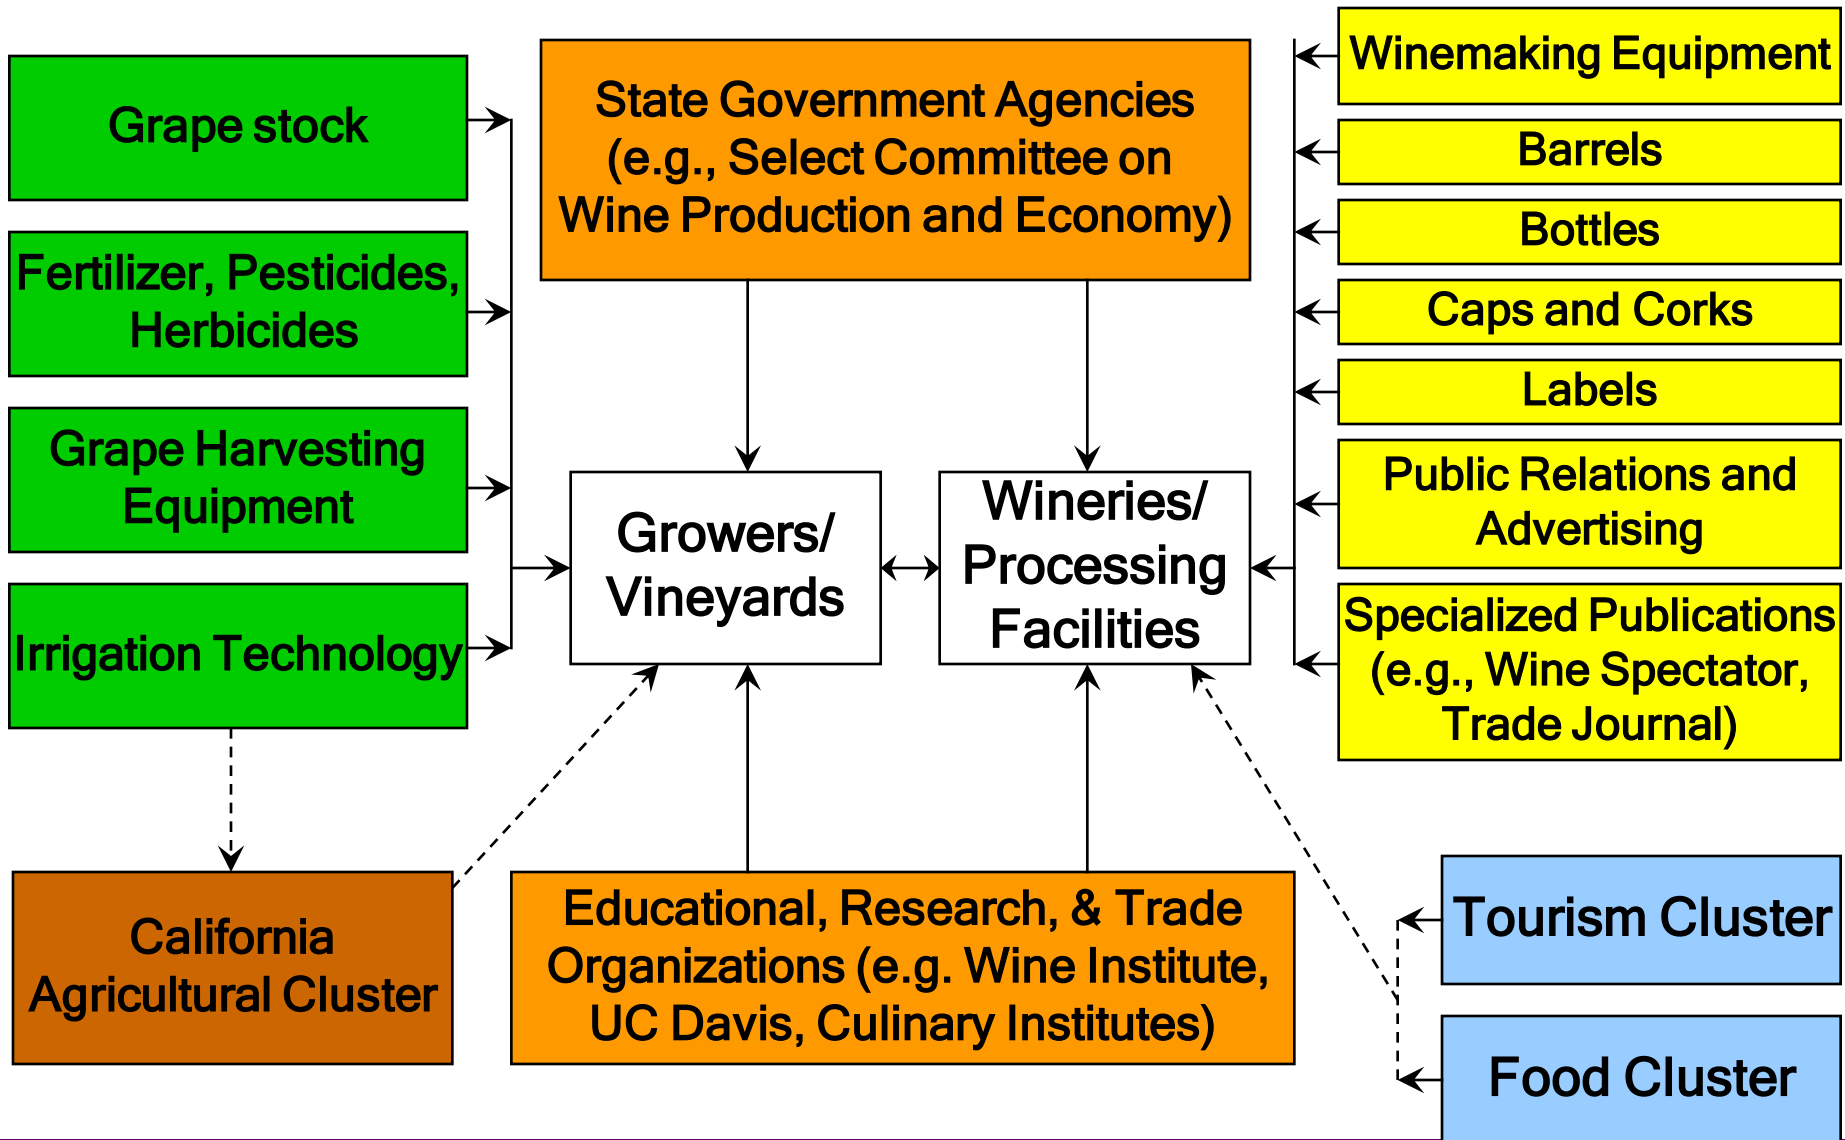 Grape stock
Fertilizer, Pesticides,
Herbicides
Grape Harvesting
Equipment
Irrigation Technology
California
Agricultural Cluster
State Government Agencies
(e.g., Select Committee on
Wine Production and Economy)
Growers/
Vineyards
Wineries/
Processing
Facilities
Educational, Research, & Trade
Organizations (e.g. Wine Institute,
UC Davis, Culinary Institutes)
Winemaking Equipment
Barrels
Bottles
Caps and Corks
Labels
Public Relations and
Advertising
Specialized Publications
(e.g., Wine Spectator,
Trade Journal)
Tourism Cluster
Food Cluster